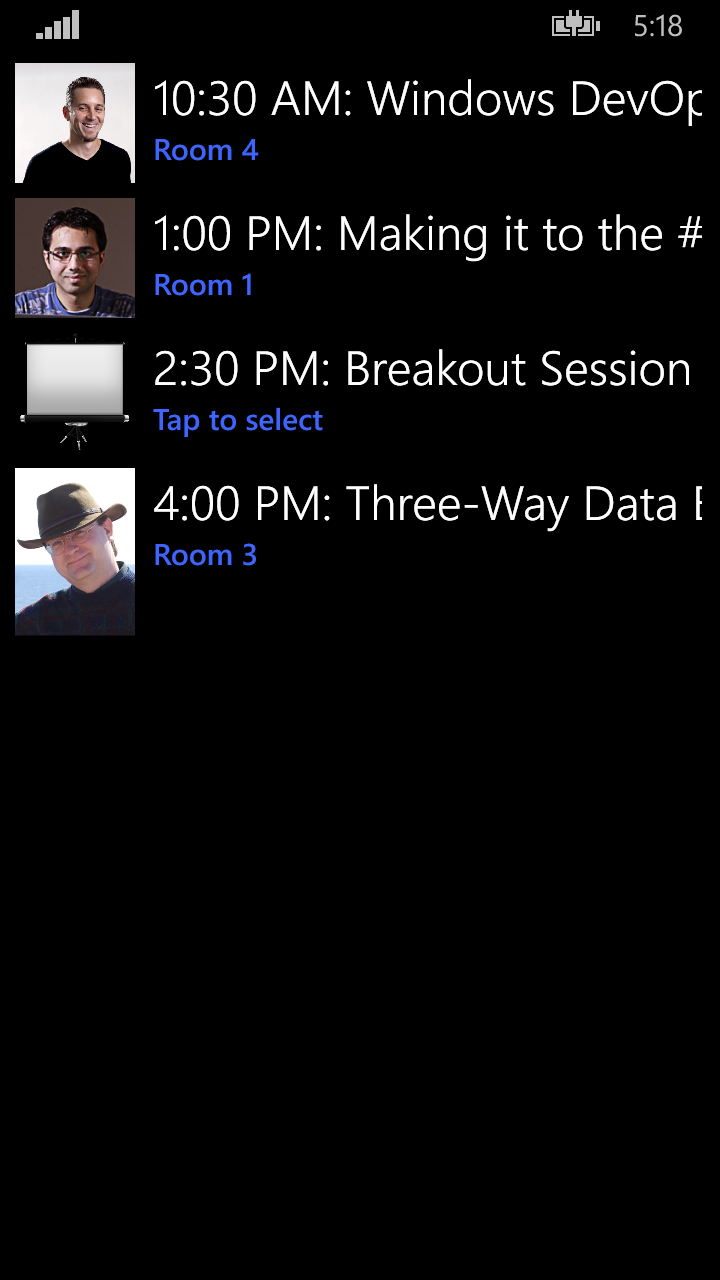 5:18
10:30 AM: Windows DevOp
Room 4
1:00 PM: Making it to the #
Room 1
2:30 PM: Breakout Session
Tap to select
4:00 PM: Three-Way Data
Room 3